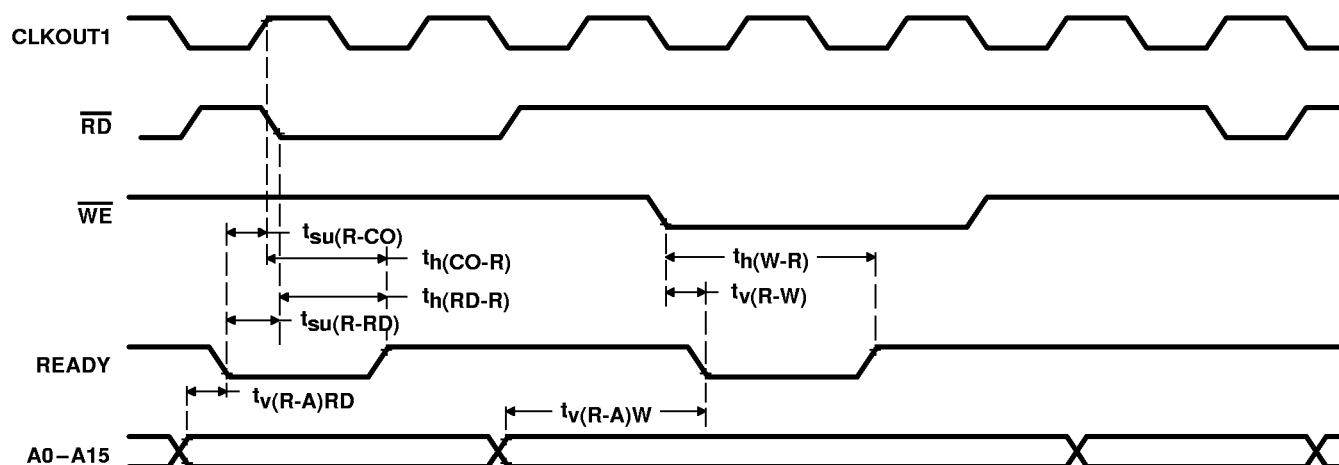 CLKOUT1
RD
WE
tsu(R-CO)
th(CO-R)
th(W-R)
th(RD-R)
tv(R-W)
tsu(R-RD)
READY
tv(R-A)RD
tv(R-A)W
A0–A15